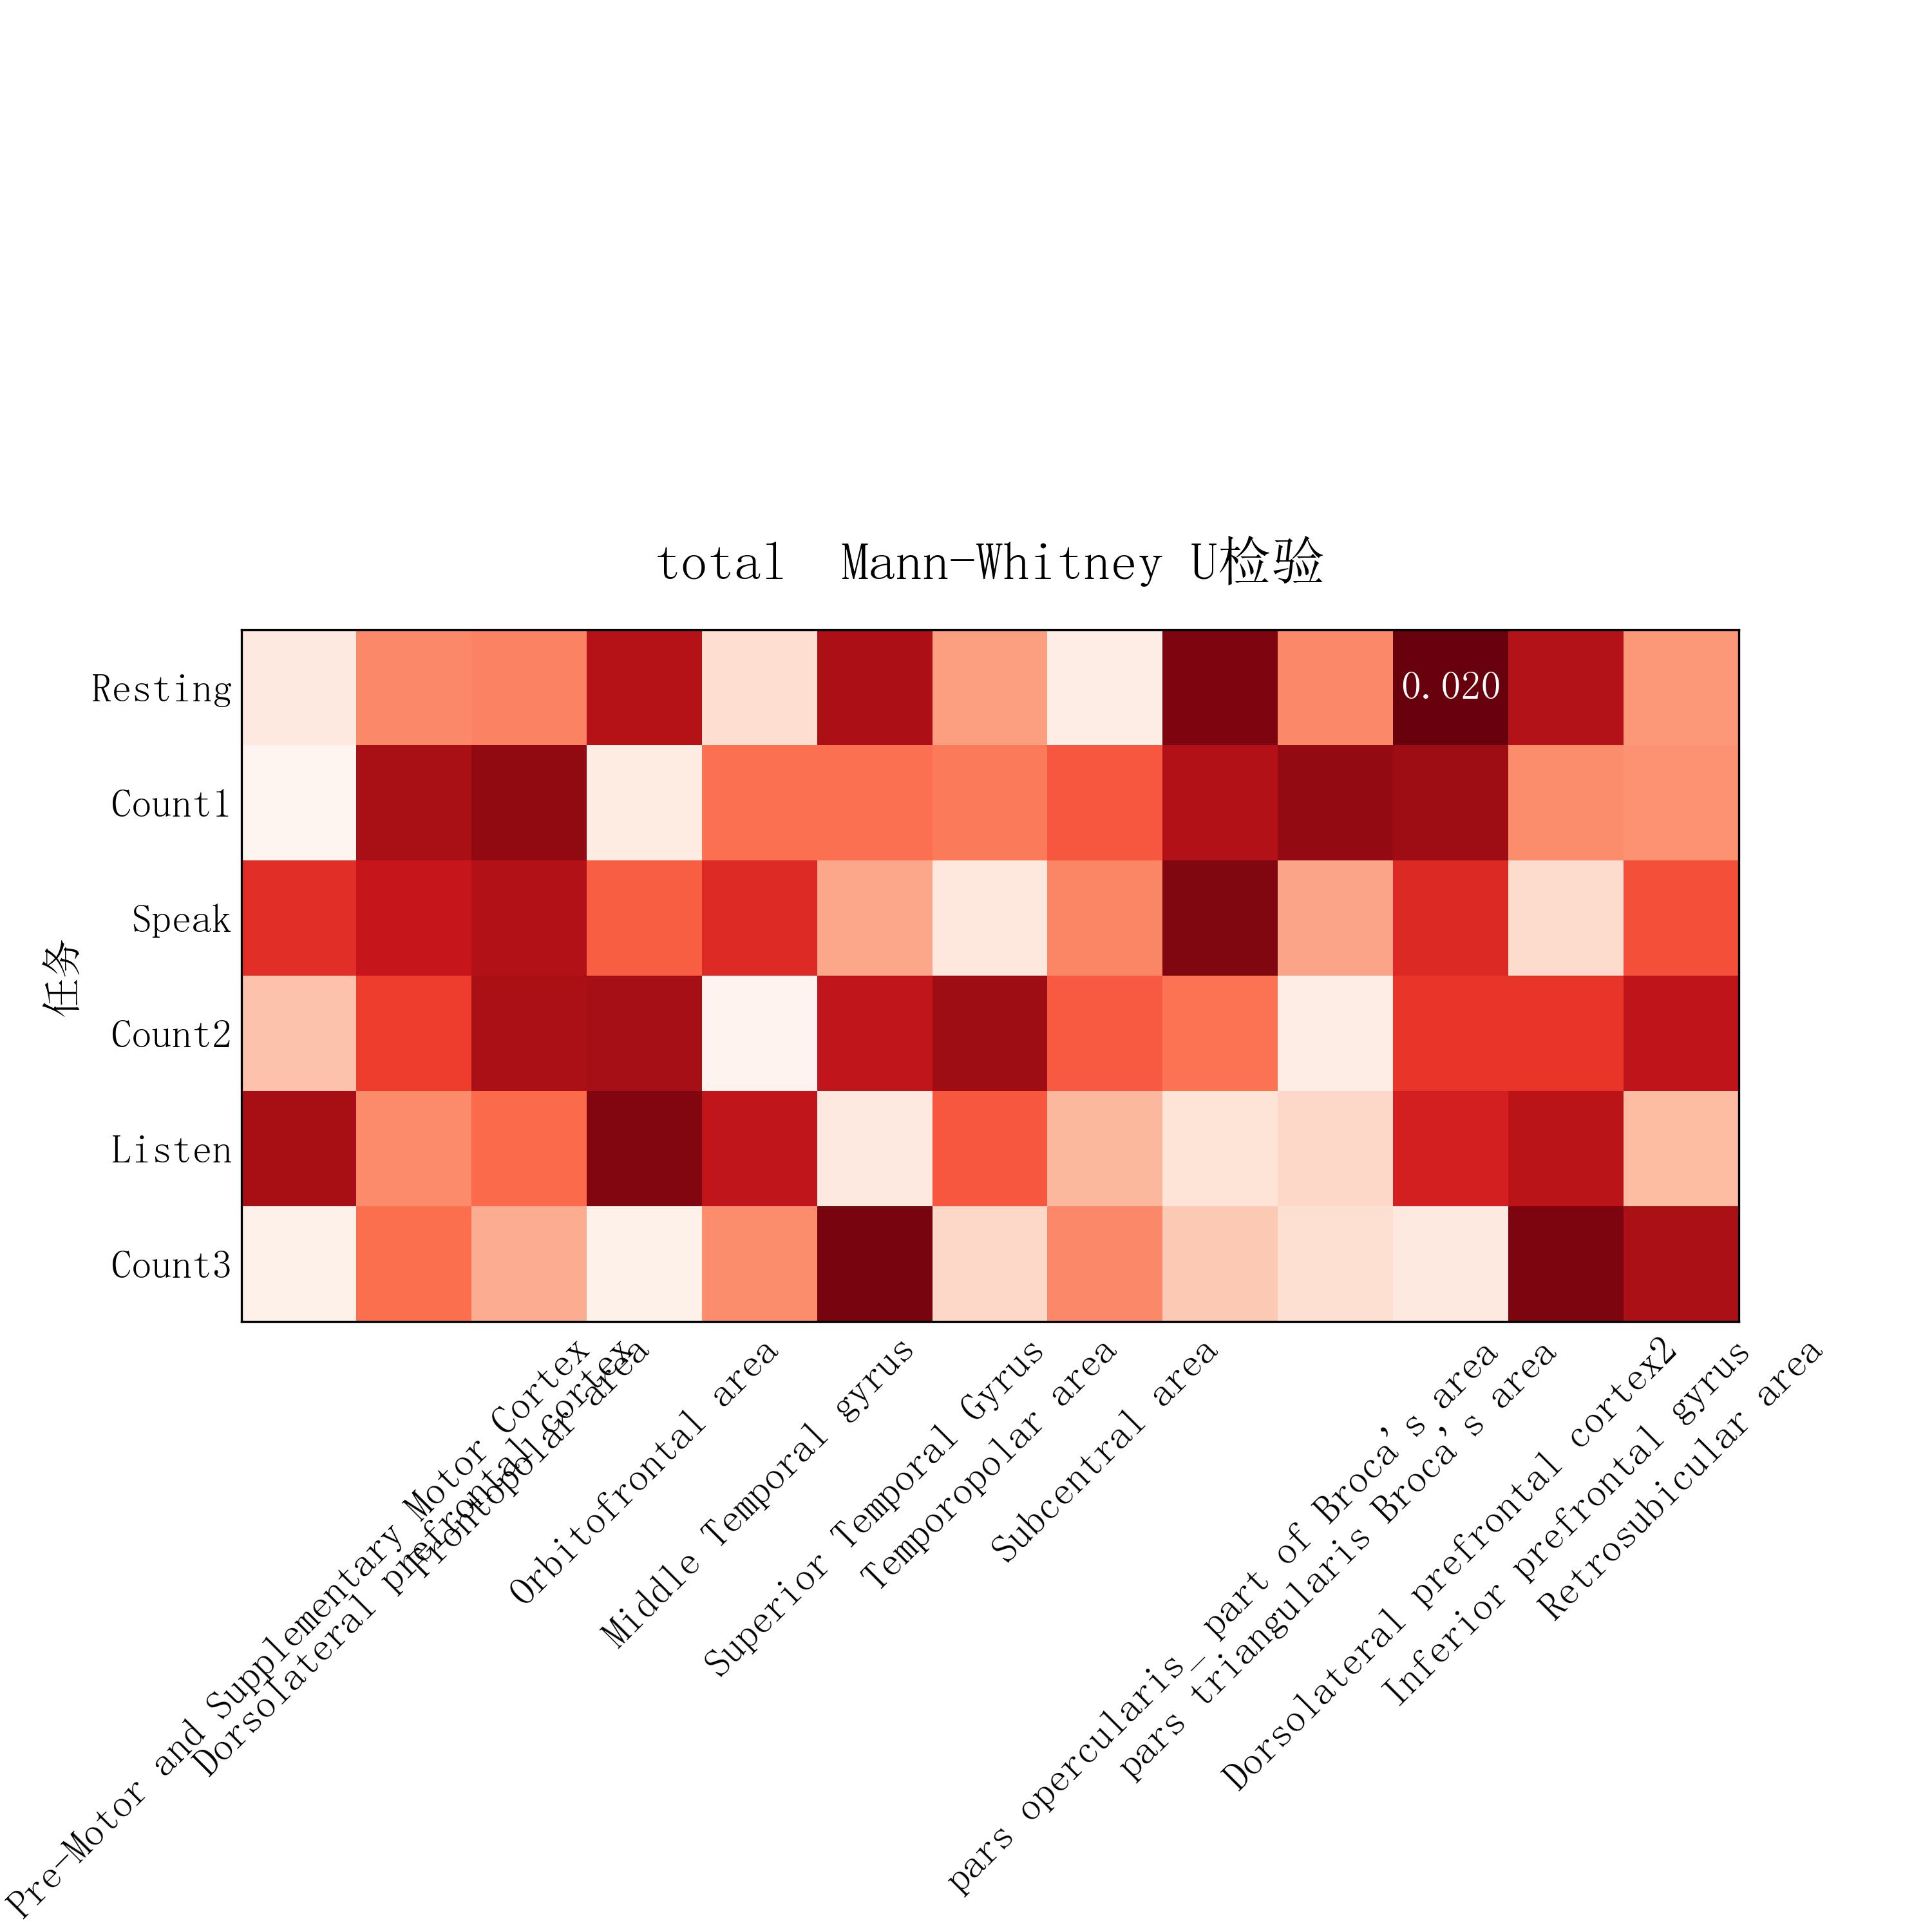 total  Mann-Whitney U检验
任务
Resting
0.020
Count1
Speak
Count2
Listen
Count3
Pre-Motor and Supplementary Motor Cortex
Dorsolateral prefrontal cortex
Frontopolar area
Orbitofrontal area
Middle Temporal gyrus
Superior Temporal Gyrus
Temporopolar area
Subcentral area
pars opercularis_ part of Broca's area
pars triangularis Broca's area
Dorsolateral prefrontal cortex2
Inferior prefrontal gyrus
Retrosubicular area